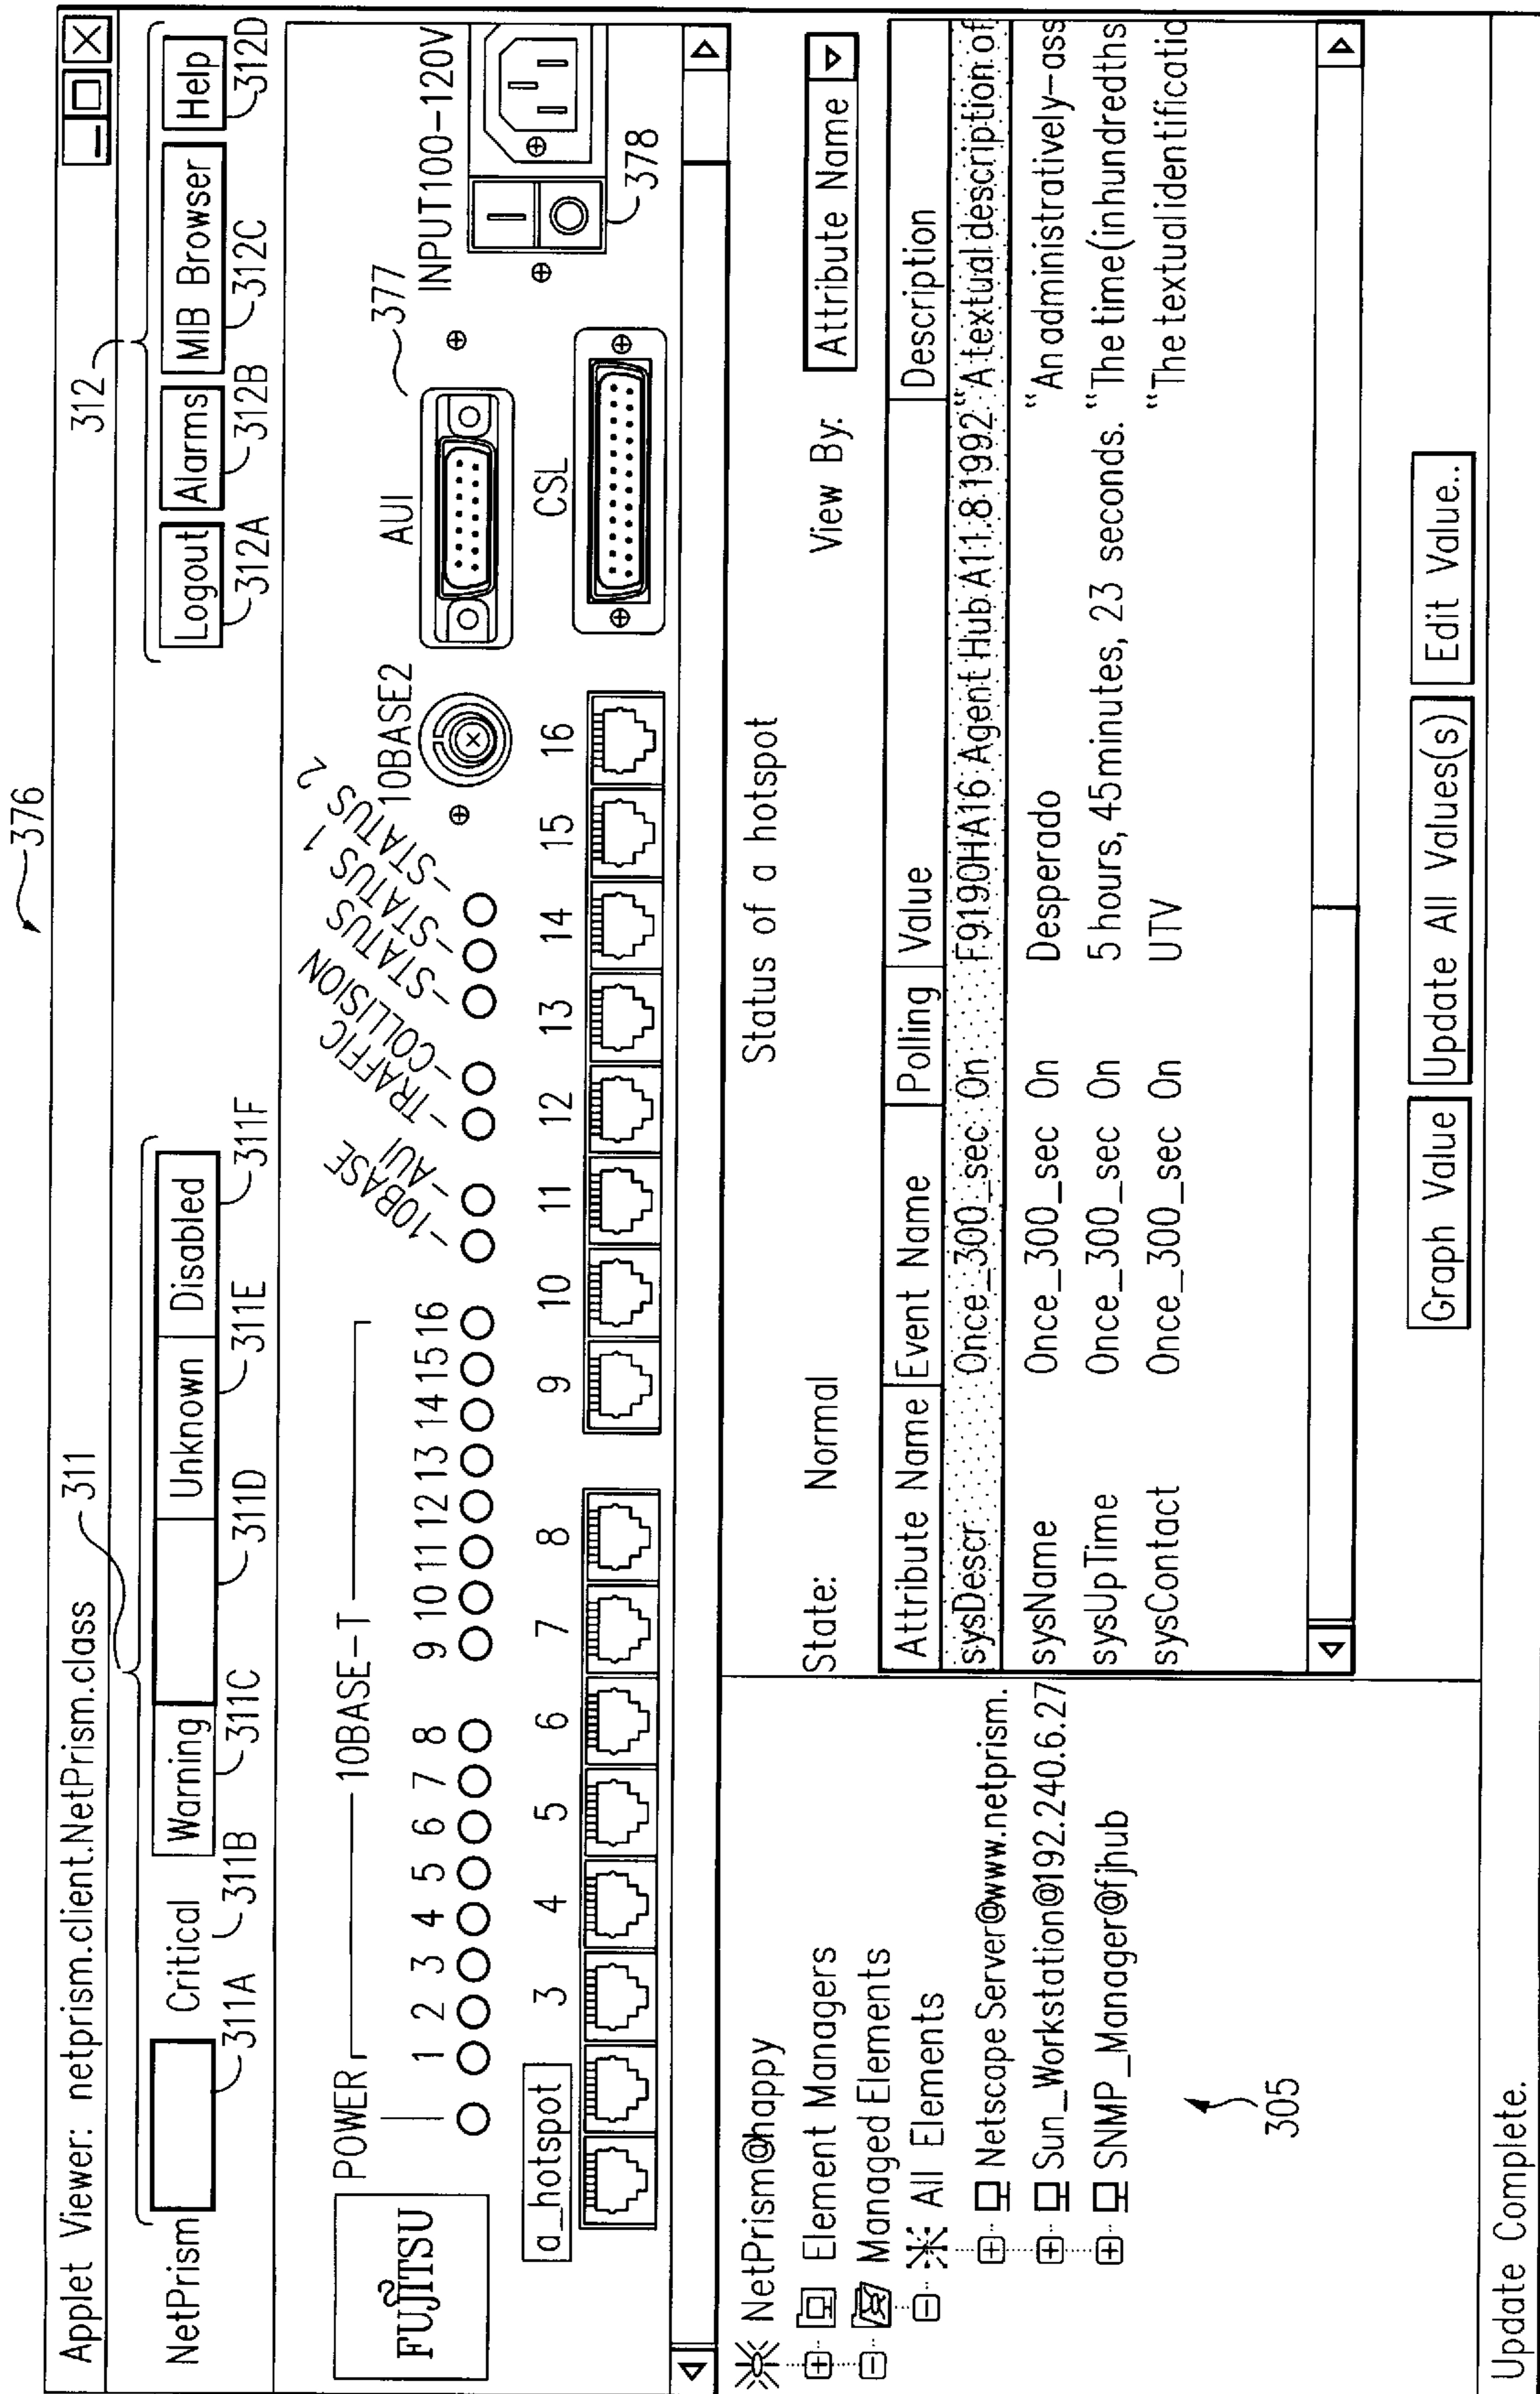 376
Applet Viewer: netprism.client.NetPrism.class
311
312
NetPrism Critical Warning Unknown Disabled
Logout Alarms MIB Browser Help
311A 311B 311C 311D 311E 311F
312A 312B 312C 312D
FUJITSU
POWER
10BASE-T
1 2 3 4 5 6 7 8 9 10 11 12 13 14 15 16
10BASE
AUI
TRAFFIC
COLLISION
STATUS
STATUS 1
STATUS 2
10BASE2
AUI
377
INPUT100-120V
a_hotspot 3 4 5 6 7 8 9 10 11 12 13 14 15 16
CSL
378
NetPrism@happy
Element Managers
Managed Elements
All Elements
Netscape Server@www.netprism.
Sun_Workstation@192.240.6.27
SNMP_Manager@fjhub
305
Status of a hotspot
State: Normal View By: Attribute Name
Attribute Name Event Name Polling Value Description
sysDescr Once_300_sec On F9190HA16 Agent Hub A11.8 1992 "A textual description of
sysName Once_300_sec On Desperado "An administratively-ass
sysUpTime Once_300_sec On 5 hours, 45minutes, 23 seconds. "The time(inhundredths
sysContact Once_300_sec On UTV "The textualidentificatio
Graph Value Update All Values(s) Edit Value..
Update Complete.